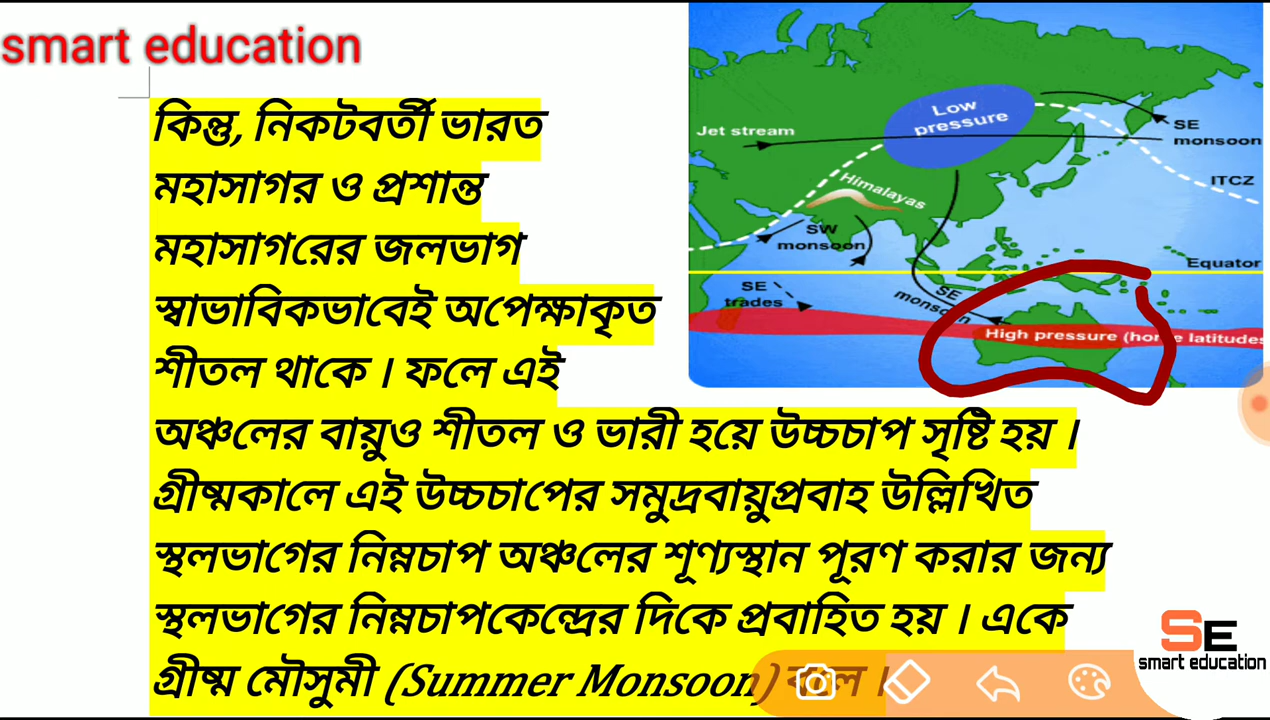 smart education
কিন্তু, নিকটবর্তী ভারত
মহাসাগর ও প্রশান্ত
মহাসাগরের জলভাগ
স্বাভাবিকভাবেই অপেক্ষাকৃত
শীতল থাকে । ফলে এই
অঞ্চলের বায়ুও শীতল ও ভারী হয়ে উচ্চচাপ সৃষ্টি হয় ।
গ্রীষ্মকালে এই উচ্চচাপের সমুদ্রবায়ুপ্রবাহ উল্লিখিত
স্থলভাগের নিম্নচাপ অঞ্চলের শূণ্যস্থান পূরণ করার জন্য
স্থলভাগের নিম্নচাপকেন্দ্রের দিকে প্রবাহিত হয় । একে
গ্রীষ্ম মৌসুমী (Summer Monsoon) বলে ।
Low
pressure
Jet stream
SE
monsoon
ITCZ
Himalayas
SW
monsoon
Equator
SE
trades
SE
monsoon
High pressure (horse latitudes
SE
smart education